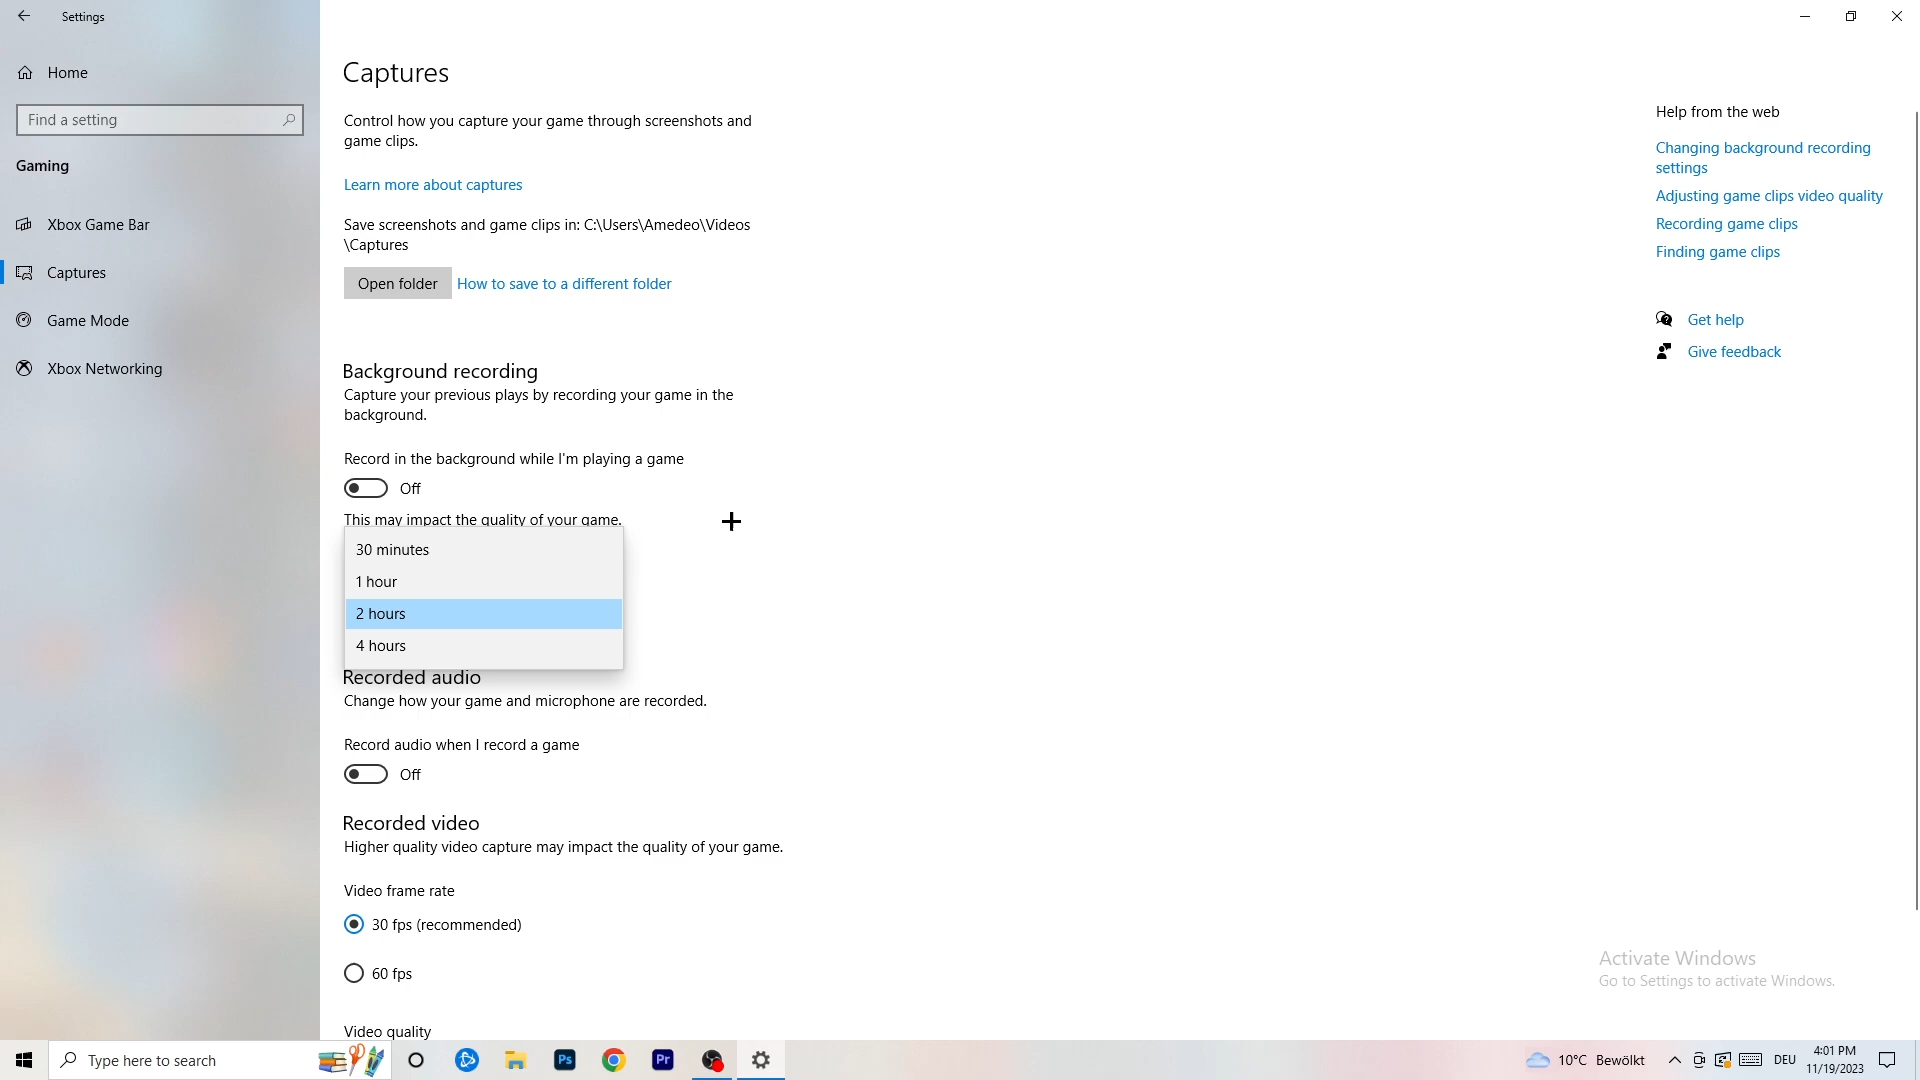 Settings
Home
Find a setting
Gaming
Xbox Game Bar
Captures
Game Mode
Xbox Networking
Captures
Control how you capture your game through screenshots and
game clips.
Learn more about captures
Save screenshots and game clips in: C:\Users\Amedeo\Videos
\Captures
Open folder
How to save to a different folder
Background recording
Capture your previous plays by recording your game in the
background.
Record in the background while I'm playing a game
Off
This may impact the quality of your game.
30 minutes
1 hour
2 hours
4 hours
Recorded audio
Change how your game and microphone are recorded.
Record audio when I record a game
Off
Recorded video
Higher quality video capture may impact the quality of your game.
Video frame rate
30 fps (recommended)
60 fps
Video quality
Help from the web
Changing background recording
settings
Adjusting game clips video quality
Recording game clips
Finding game clips
Get help
Give feedback
Activate Windows
Go to Settings to activate Windows.
Type here to search
Ps
Pr
10°C Bewölkt
DEU
4:01 PM
11/19/2023